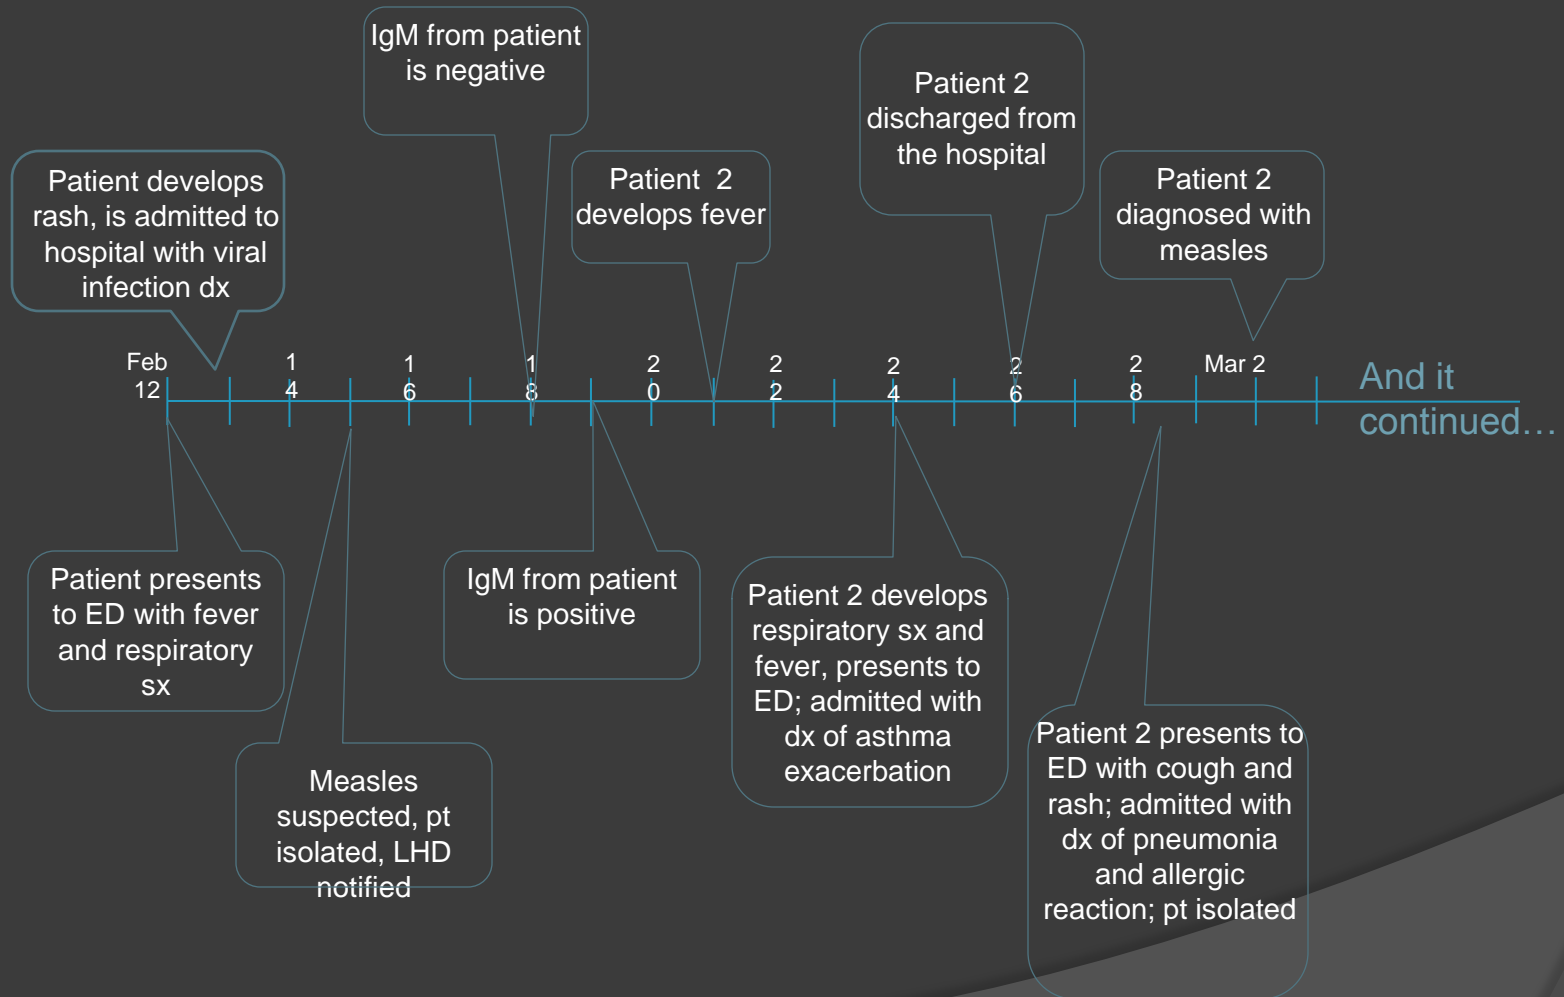 IgM from patient
is negative
Patient 2
discharged from
the hospital
Patient develops
rash, is admitted to
hospital with viral
infection dx
Patient 2
develops fever
Patient 2
diagnosed with
measles
Feb
12
1
4
1
6
1
8
2
0
2
2
2
4
2
6
2
8
Mar 2
And it
continued…
Patient presents
to ED with fever
and respiratory
sx
Measles
suspected, pt
isolated, LHD
notified
IgM from patient
is positive
Patient 2 develops
respiratory sx and
fever, presents to
ED; admitted with
dx of asthma
exacerbation
Patient 2 presents to
ED with cough and
rash; admitted with
dx of pneumonia
and allergic
reaction; pt isolated